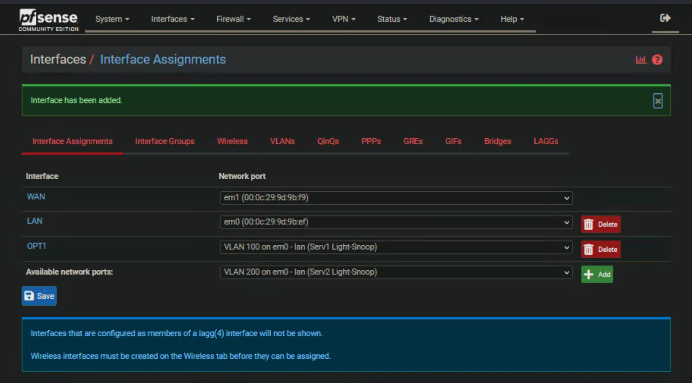 pfsense
COMMUNITY EDITION
System Interfaces Firewall Services VPN Status Diagnostics Help
Interfaces / Interface Assignments
Interface has been added.
Interface Assignments Interface Groups Wireless VLANs QinQs PPPs GREs GIFs Bridges LAGGs
Interface Network port
WAN em1 (00:0c:29:9d:9b:f9)
LAN em0 (00:0c:29:9d:9b:ef) Delete
OPT1 VLAN 100 on em0 - lan (Serv1 Light-Snoop) Delete
Available network ports: VLAN 200 on em0 - lan (Serv2 Light-Snoop) Add
Save
Interfaces that are configured as members of a lagg(4) interface will not be shown.
Wireless interfaces must be created on the Wireless tab before they can be assigned.